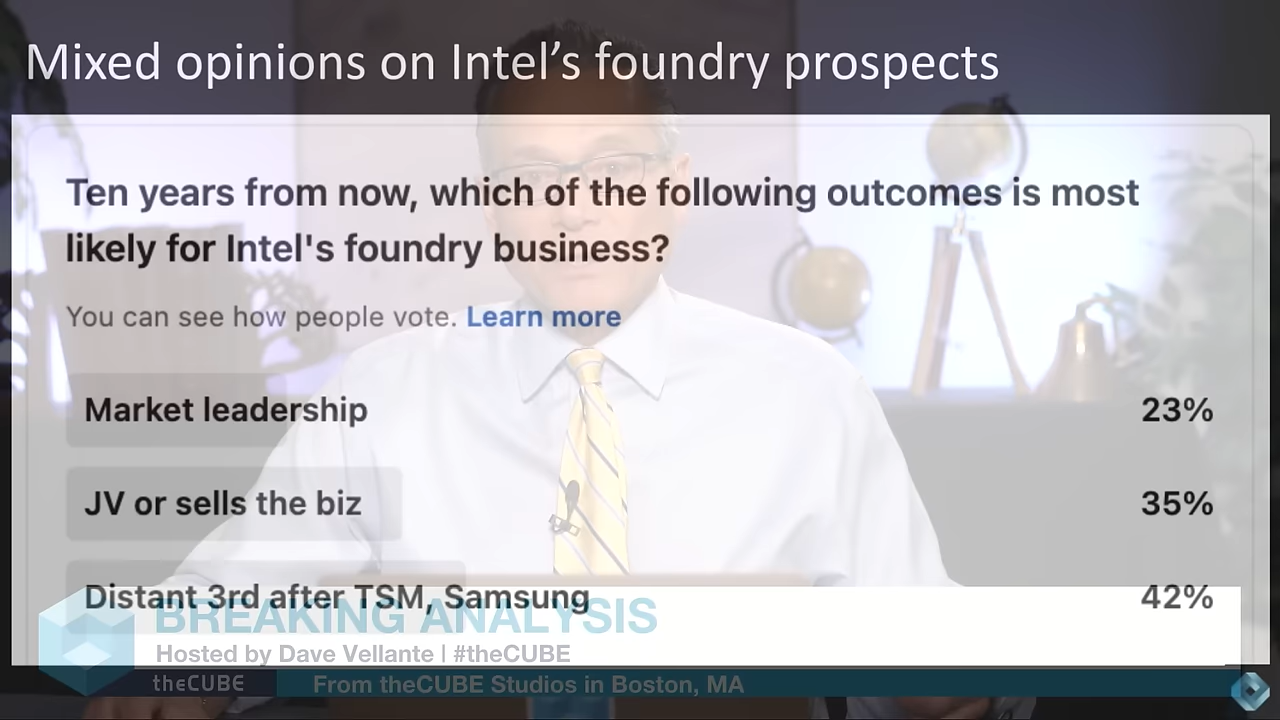 Mixed opinions on Intel’s foundry prospects
Ten years from now, which of the following outcomes is most
likely for Intel's foundry business?
You can see how people vote. Learn more
Market leadership 23%
JV or sells the biz 35%
Distant 3rd after TSM, Samsung 42%
BREAKING ANALYSIS
Hosted by Dave Vellante | #theCUBE
theCUBE From theCUBE Studios in Boston, MA